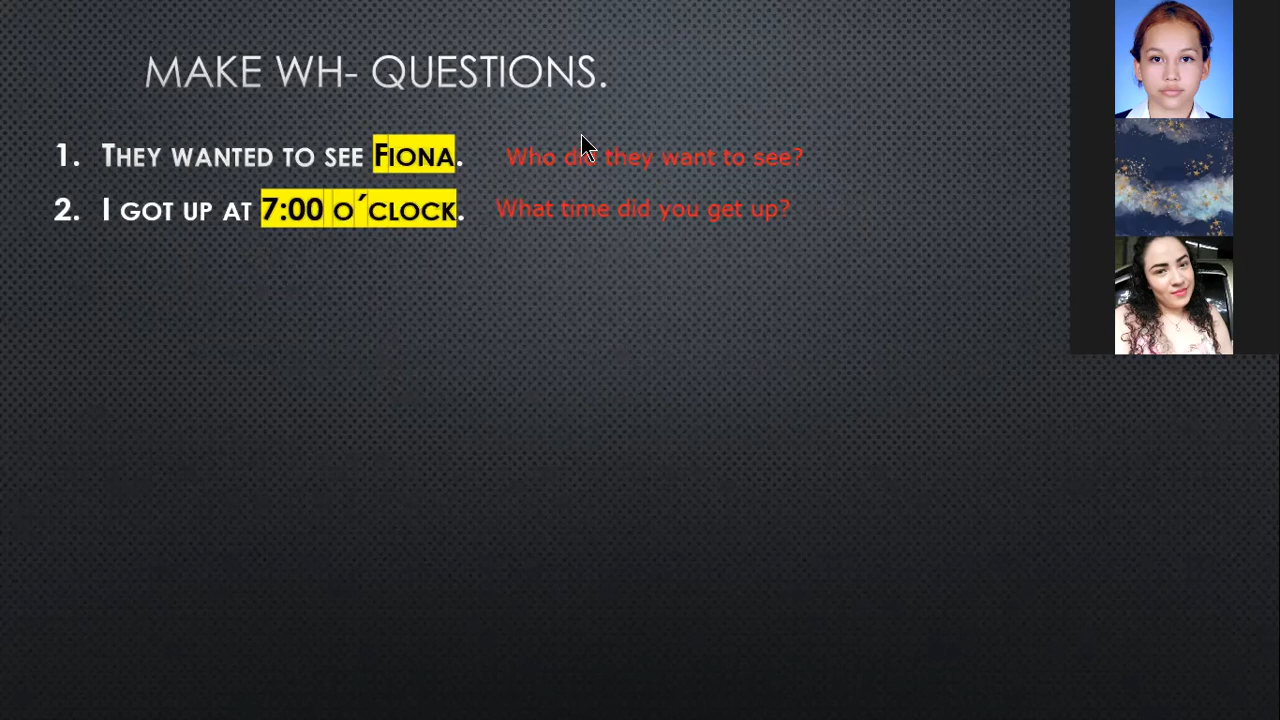 MAKE WH- QUESTIONS.
1. THEY WANTED TO SEE FIONA. Who did they want to see?
2. I GOT UP AT 7:00 O´CLOCK. What time did you get up?